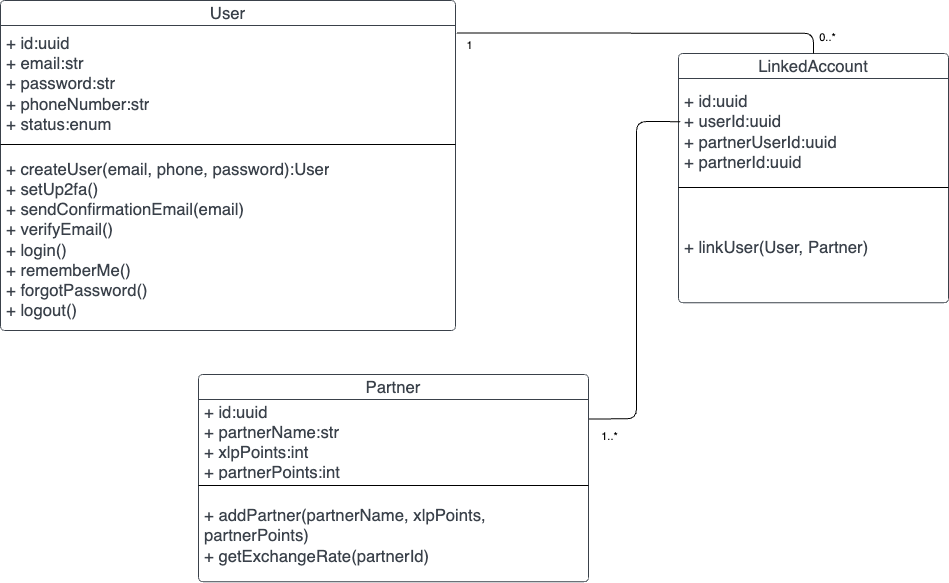 User
+ id:uuid
+ email:str
+ password:str
+ phoneNumber:str
+ status:enum
+ createUser(email, phone, password):User
+ setUp2fa()
+ sendConfirmationEmail(email)
+ verifyEmail()
+ login()
+ rememberMe()
+ forgotPassword()
+ logout()
1
0..*
LinkedAccount
+ id:uuid
+ userId:uuid
+ partnerUserId:uuid
+ partnerId:uuid
+ linkUser(User, Partner)
Partner
+ id:uuid
+ partnerName:str
+ xlpPoints:int
+ partnerPoints:int
+ addPartner(partnerName, xlpPoints,
partnerPoints)
+ getExchangeRate(partnerId)
1..*